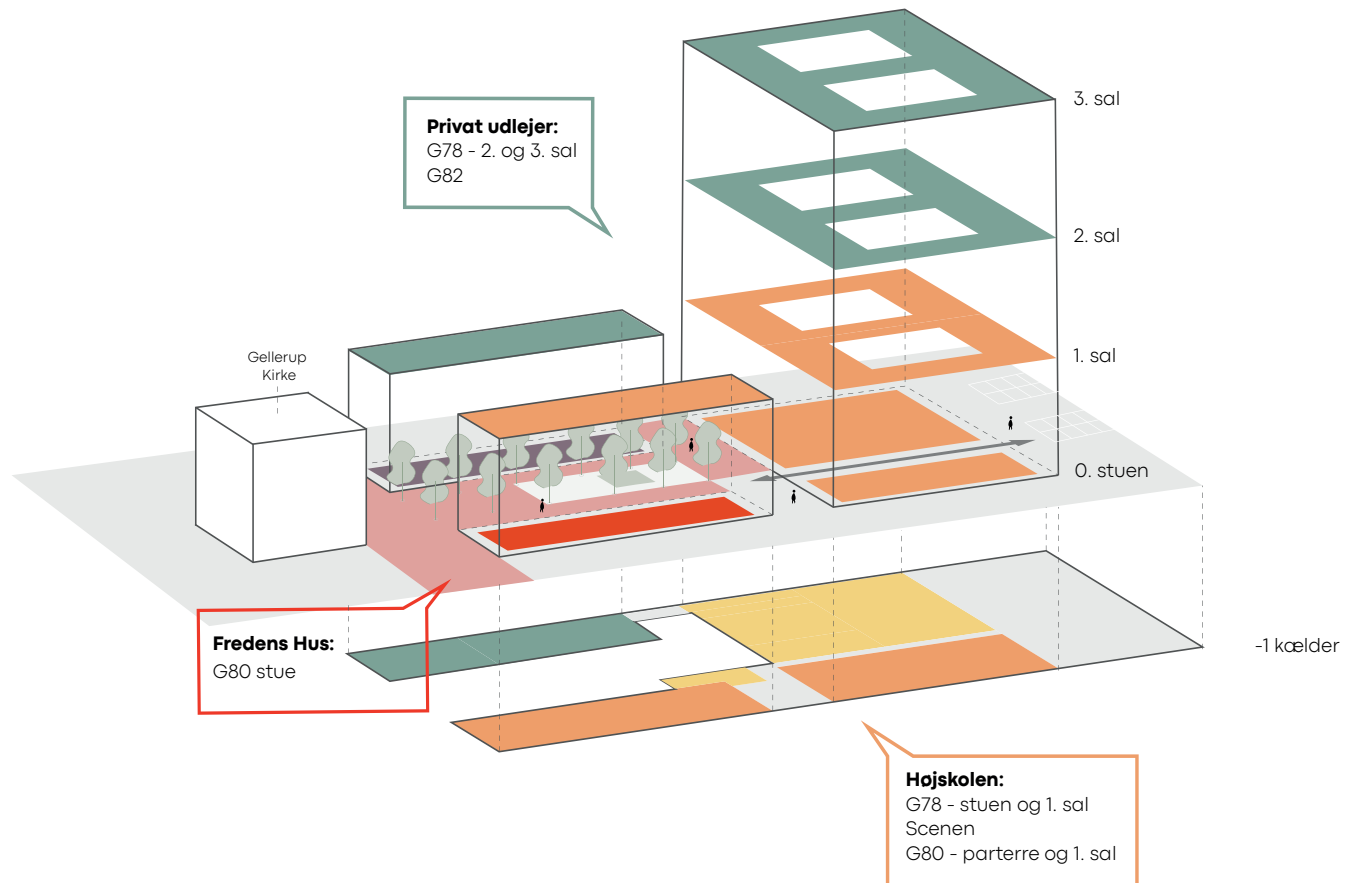 Privat udlejer:
G78 - 2. og 3. sal
G82
3. sal
2. sal
1. sal
0. stuen
Gellerup
Kirke
Fredens Hus:
G80 stue
-1 kælder
Højskolen:
G78 - stuen og 1. sal
Scenen
G80 - parterre og 1. sal